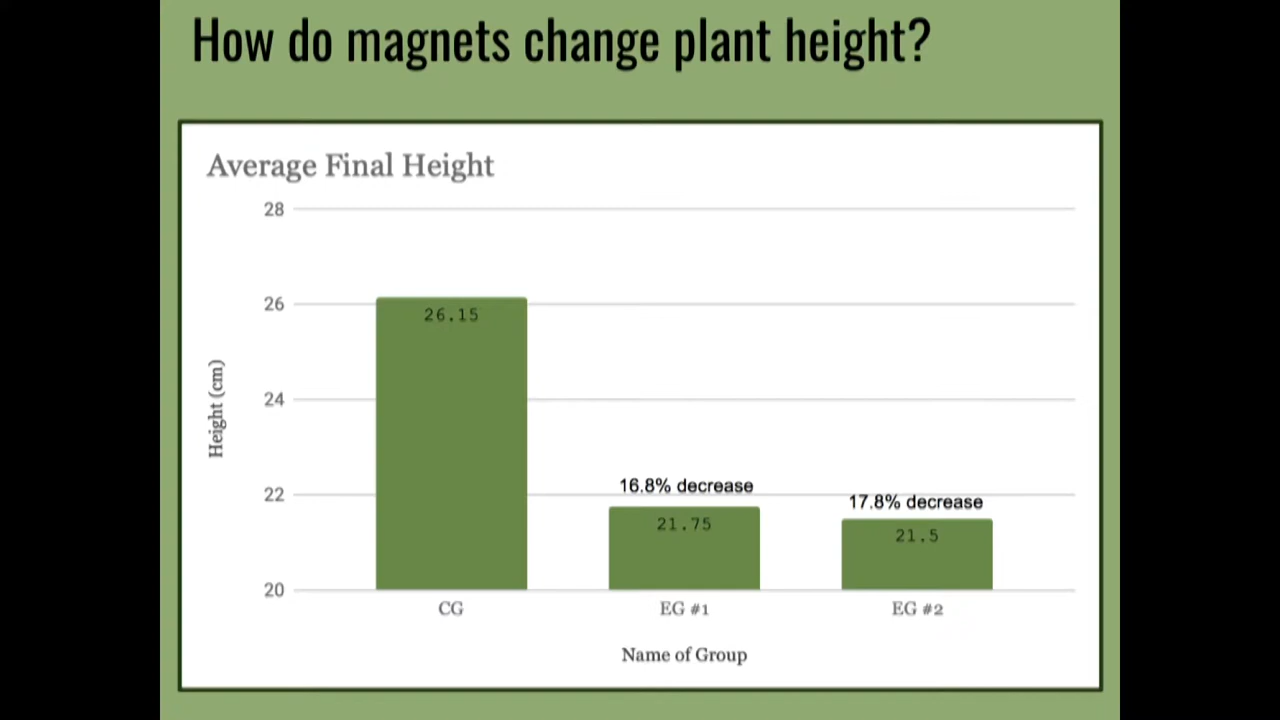 How do magnets change plant height?
Average Final Height
28
26
24
22
20
Height (cm)
26.15
16.8% decrease
21.75
17.8% decrease
21.5
CG
EG #1
EG #2
Name of Group